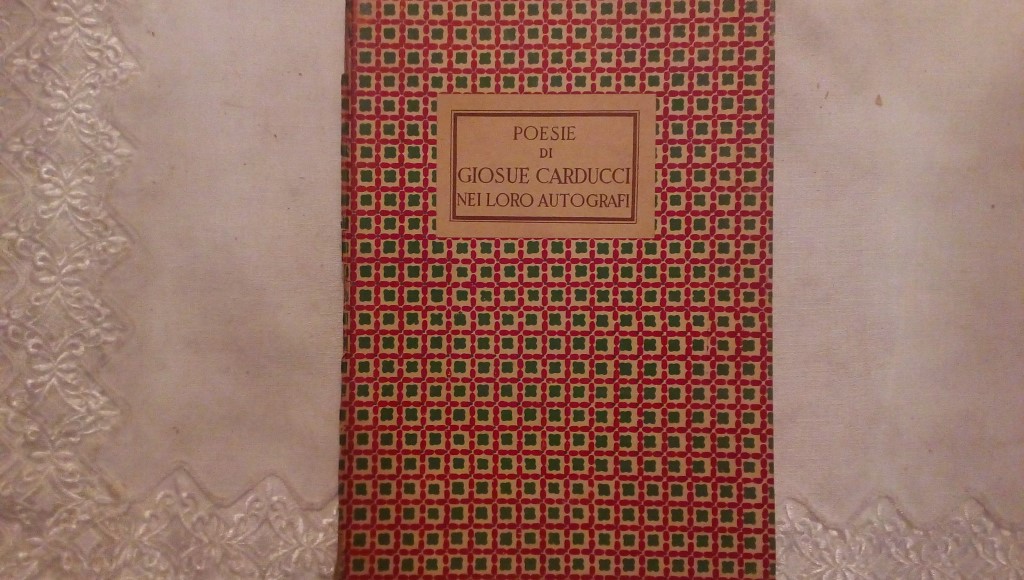 POESIE
DI
GIOSUE CARDUCCI
NEI LORO AUTOGRAFI